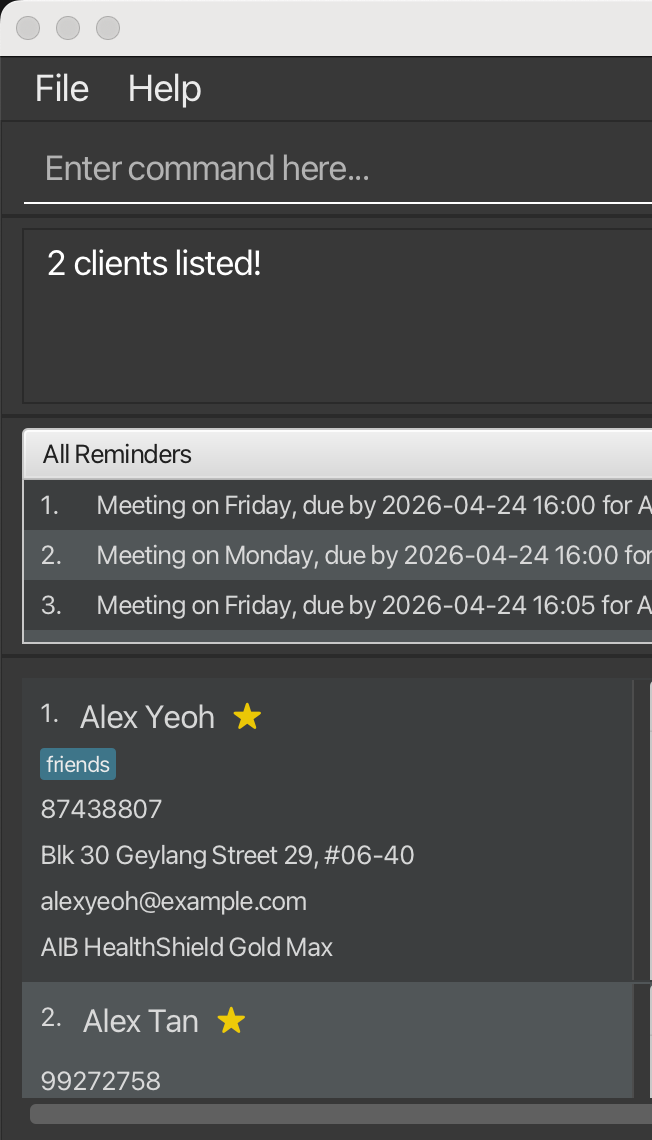 File Help
Enter command here...
2 clients listed!
All Reminders
1. Meeting on Friday, due by 2026-04-24 16:00 for A
2. Meeting on Monday, due by 2026-04-24 16:00 for
3. Meeting on Friday, due by 2026-04-24 16:05 for A
1. Alex Yeoh
friends
87438807
Blk 30 Geylang Street 29, #06-40
alexyeoh@example.com
AIB HealthShield Gold Max
2. Alex Tan
99272758